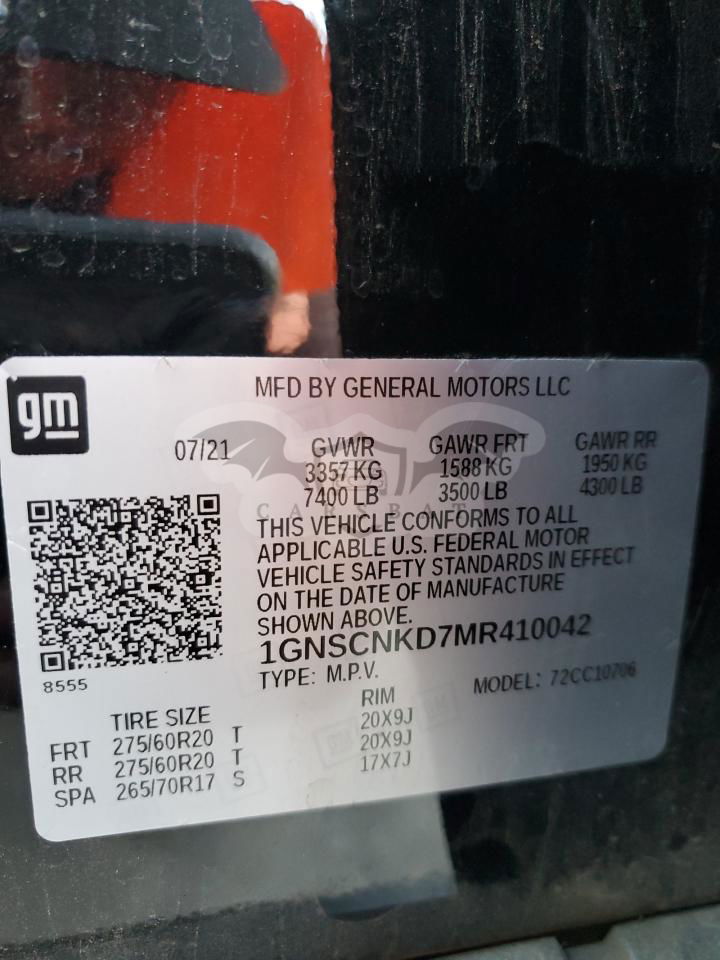 gm
MFD BY GENERAL MOTORS LLC
07/21
GVWR GAWR FRT GAWR RR
3357 KG 1588 KG 1950 KG
7400 LB 3500 LB 4300 LB
CARSBAT
THIS VEHICLE CONFORMS TO ALL
APPLICABLE U.S. FEDERAL MOTOR
VEHICLE SAFETY STANDARDS IN EFFECT
ON THE DATE OF MANUFACTURE
SHOWN ABOVE.
1GNSCNKD7MR410042
8555
TYPE: M.P.V. MODEL: 72CC10706
TIRE SIZE RIM
FRT 275/60R20 T 20X9J
RR 275/60R20 T 20X9J
SPA 265/70R17 S 17X7J